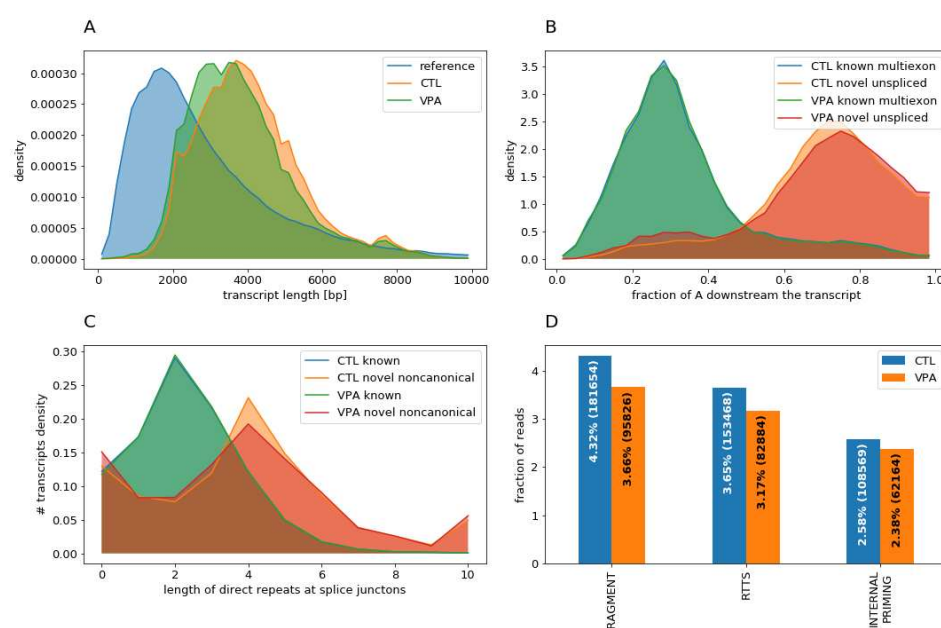 A
B
0.00030
0.00025
0.00020
0.00015
0.00010
0.00005
0.00000
density
0
2000
4000
6000
8000
10000
transcript length [bp]
reference
CTL
VPA
3.5
3.0
2.5
2.0
1.5
1.0
0.5
0.0
density
0.0
0.2
0.4
0.6
0.8
1.0
fraction of A downstream the transcript
CTL known multiexon
CTL novel unspliced
VPA known multiexon
VPA novel unspliced
C
D
0.30
0.25
0.20
0.15
0.10
0.05
0.00
# transcripts density
0
2
4
6
8
10
length of direct repeats at splice junctons
CTL known
CTL novel noncanonical
VPA known
VPA novel noncanonical
4
3
2
1
0
fraction of reads
CTL
VPA
4.32% (181654)
3.66% (95826)
3.65% (153468)
3.17% (82884)
2.58% (108569)
2.38% (62164)
RAGMENT
RTTS
INTERNAL
PRIMING